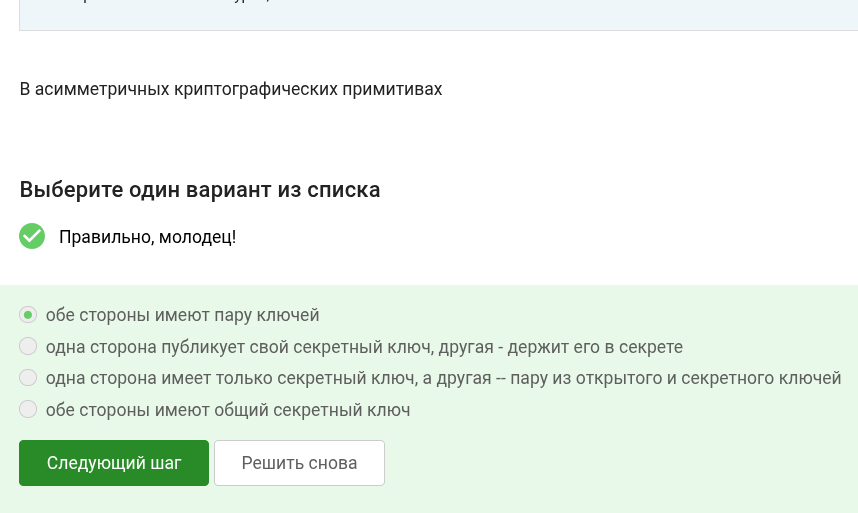 В асимметричных криптографических примитивах
Выберите один вариант из списка
Правильно, молодец!
обе стороны имеют пару ключей
одна сторона публикует свой секретный ключ, другая - держит его в секрете
одна сторона имеет только секретный ключ, а другая -- пару из открытого и секретного ключей
обе стороны имеют общий секретный ключ
Следующий шаг
Решить снова